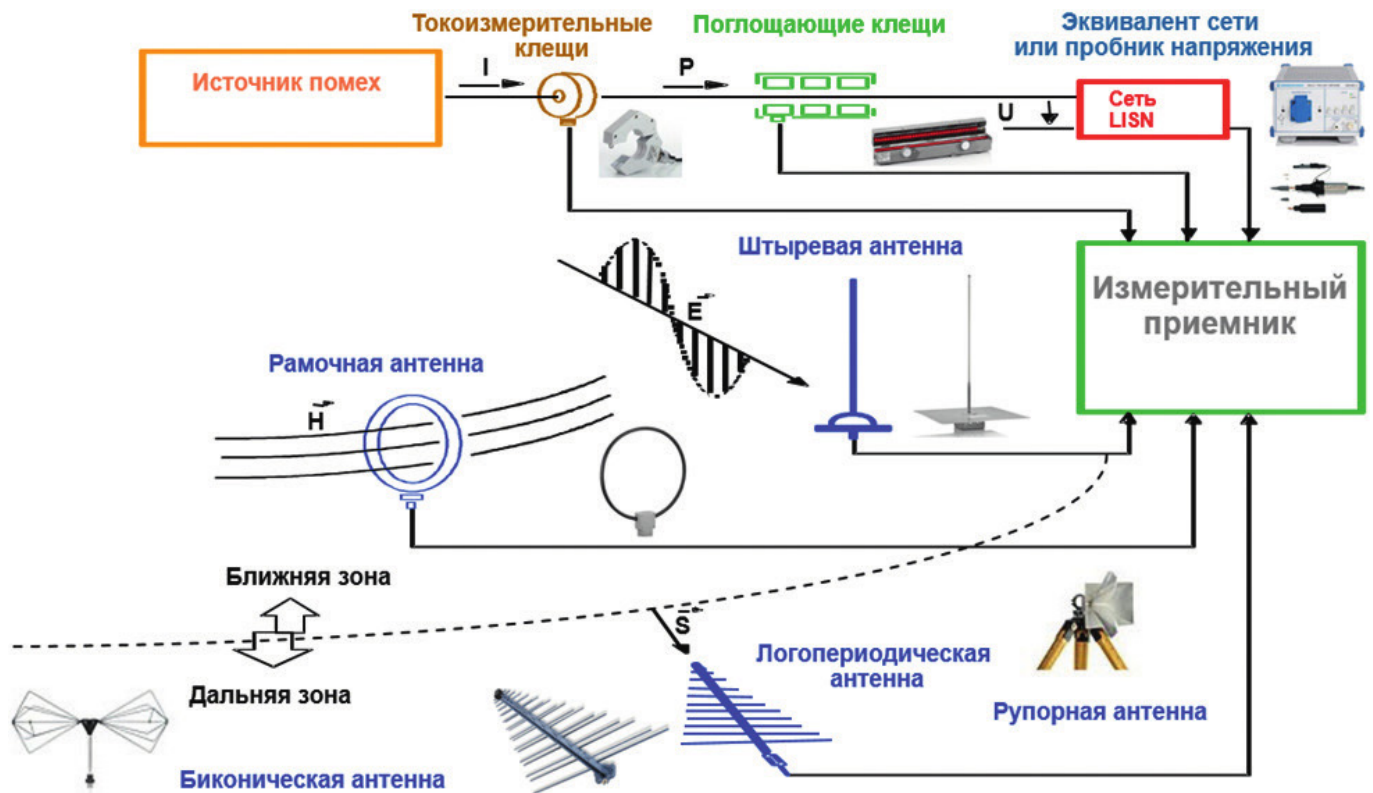 Токоизмерительные
клещи
Поглощающие клещи
Эквивалент сети
или пробник напряжения
Источник помех
I
P
U
Сеть
LISN
Штыревая антенна
Измерительный
приемник
E
Рамочная антенна
H
Ближняя зона
S
Дальняя зона
Логопериодическая
антенна
Рупорная антенна
Биконическая антенна